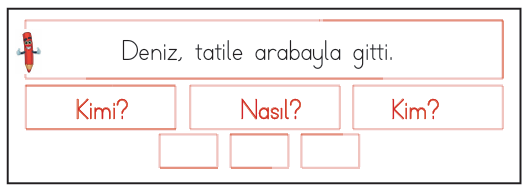 Deniz, tatile arabayla gitti.
Kimi? Nasıl? Kim?